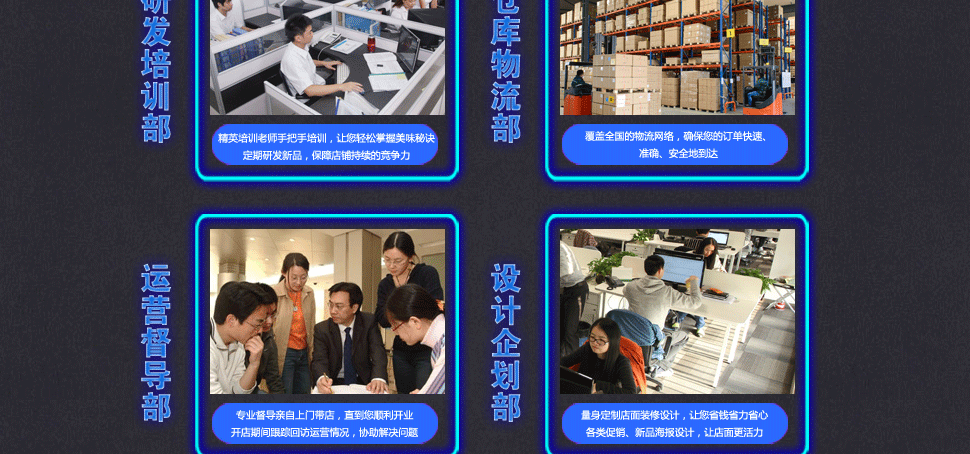 研发培训部
精英培训老师手把手培训，让您轻松掌握美味秘诀
定期研发新品，保障店铺持续的竞争力
仓库物流部
覆盖全国的物流网络，确保您的订单快速、
准确、安全地到达
运营督导部
专业督导亲自上门带店，直到您顺利开业
开店期间跟踪回访运营情况，协助解决问题
设计企划部
量身定制店面装修设计，让您省钱省力省心
各类促销、新品海报设计，让店面更活力